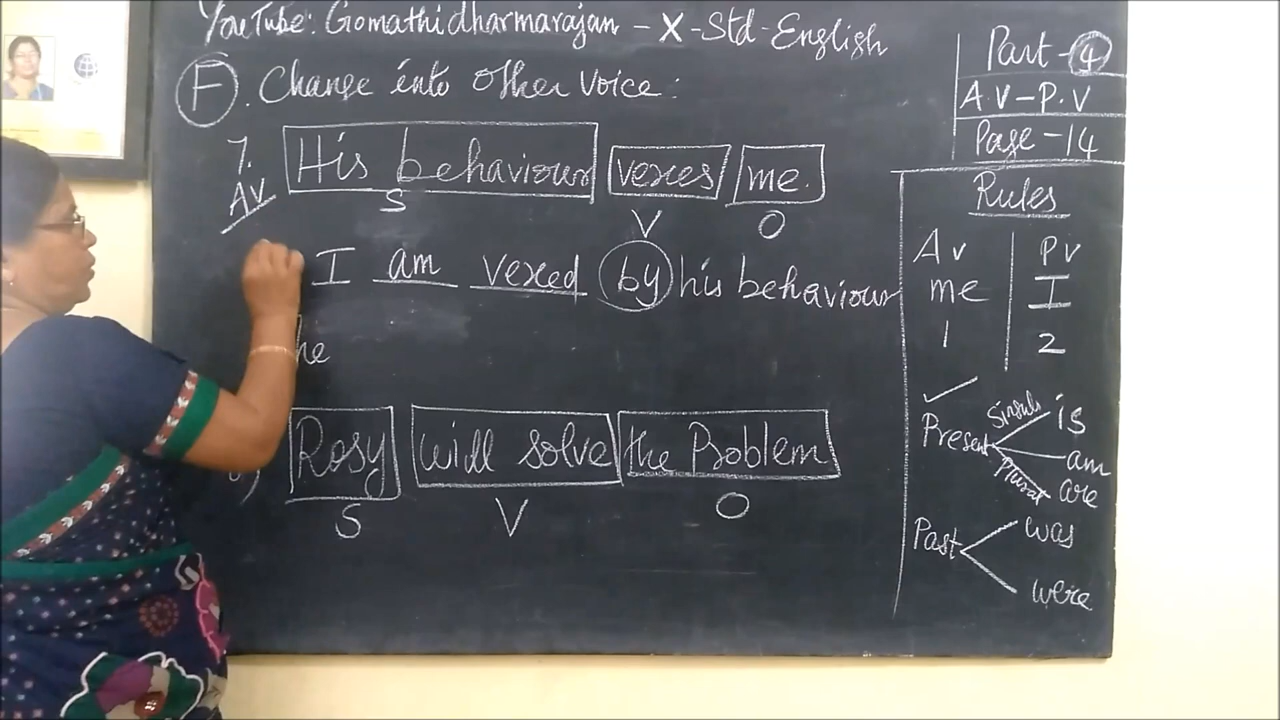 YouTube: Gomathidharmarajan - X - Std - English
F. Change into other voice:
7. His behaviour vexes me.
AV
S
V
O
I am vexed by his behaviour
he
Rosy will solve the Problem
S
V
O
Part - 4
A.V - P.V
Page - 14
Rules
Av Pv
me I
1 2
Present
is
am
are
Past
was
were